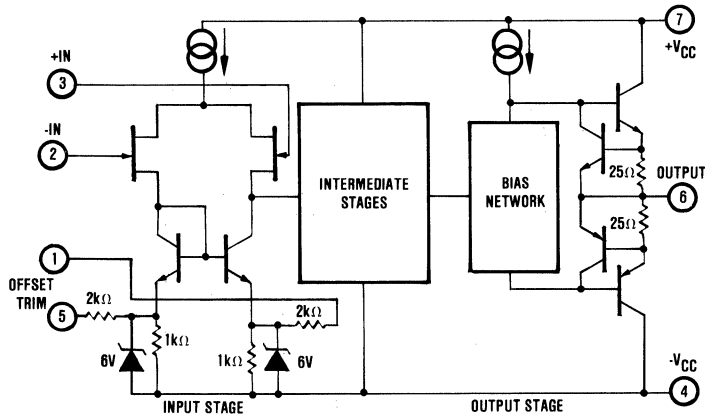 7
+VCC
+IN
3
-IN
2
INTERMEDIATE
STAGES
BIAS
NETWORK
25Ω
OUTPUT
6
25Ω
1
OFFSET
TRIM
5
2kΩ
2kΩ
1kΩ
6V
1kΩ
6V
-VCC
4
INPUT STAGE
OUTPUT STAGE